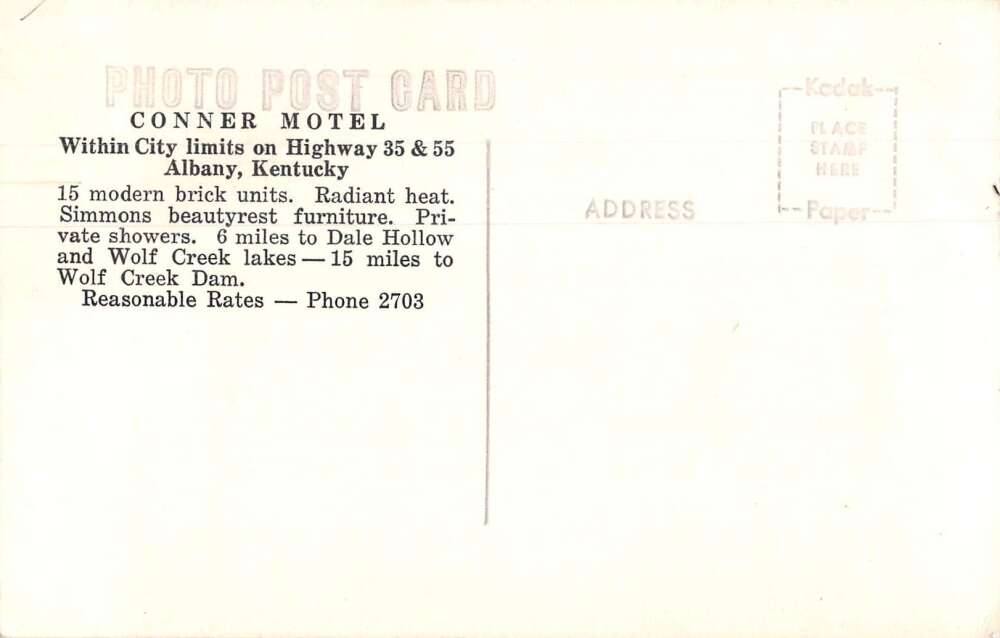 PHOTO POST CARD
CONNER MOTEL
Within City limits on Highway 35 & 55
Albany, Kentucky
15 modern brick units. Radiant heat.
Simmons beautyrest furniture. Pri-
vate showers. 6 miles to Dale Hollow
and Wolf Creek lakes — 15 miles to
Wolf Creek Dam.
Reasonable Rates — Phone 2703
ADDRESS
Kodak
PLACE
STAMP
HERE
Paper